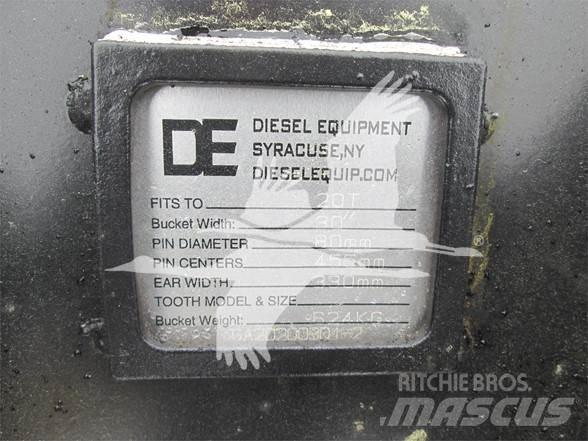 DE
DIESEL EQUIPMENT
SYRACUSE,NY
DIESELEQUIP.COM
FITS TO 20T
Bucket Width: 30"
PIN DIAMETER 80mm
PIN CENTERS
EAR WIDTH
TOOTH MODEL & SIZE
Bucket Weight: 624KG
RITCHIE BROS.
MASCUS